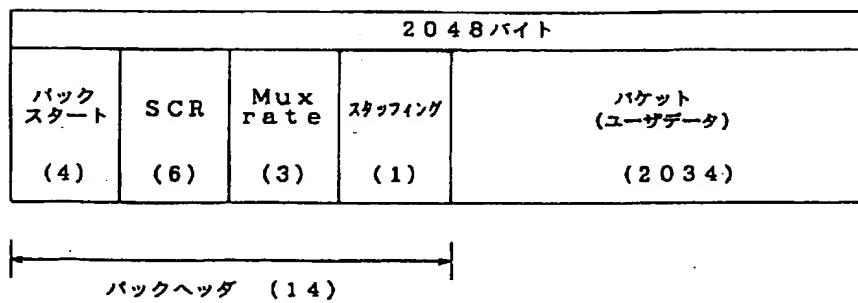 2048バイト
パック
スタート
(4)
SCR
(6)
Mux
rate
(3)
スタッフィング
(1)
パケット
(ユーザデータ)
(2034)
パックヘッダ (14)